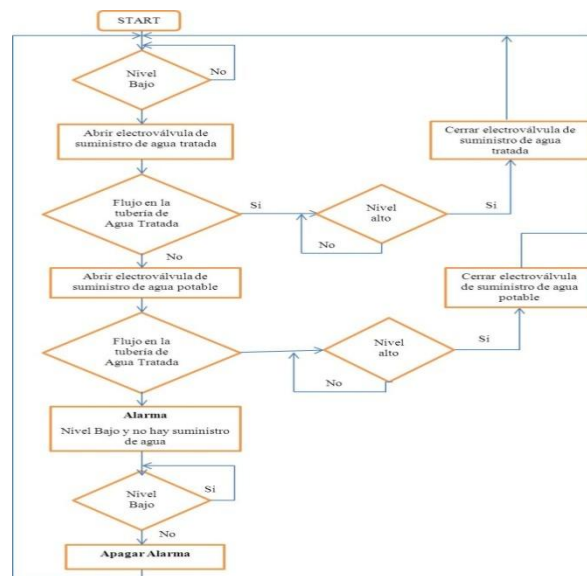 START
Nivel
Bajo
No
Abrir electroválvula de
suministro de agua tratada
Cerrar electroválvula de
suministro de agua
tratada
Flujo en la
tubería de
Agua Tratada
Si
Nivel
alto
Si
No
No
Abrir electroválvula de
suministro de agua potable
Cerrar electroválvula
de suministro de agua
potable
Flujo en la
tubería de
Agua Tratada
Nivel
alto
Si
No
Alarma
Nivel Bajo y no hay suministro
de agua
Nivel
Bajo
Si
No
Apagar Alarma